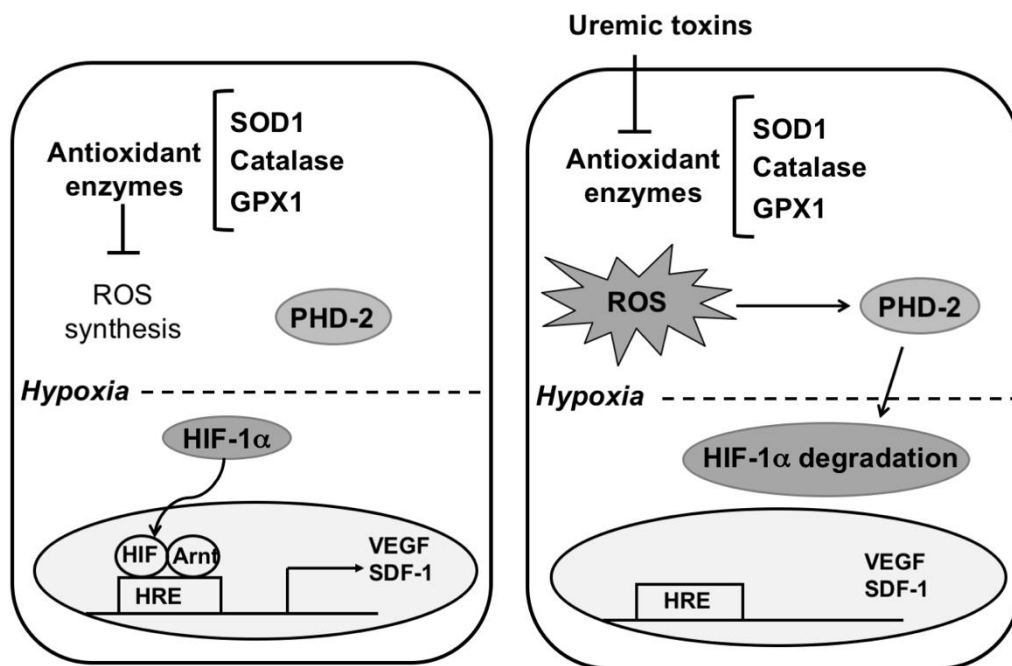 Antioxidant
enzymes
SOD1
Catalase
GPX1
ROS
synthesis
PHD-2
Hypoxia
HIF-1α
HIF
Arnt
HRE
VEGF
SDF-1
Uremic toxins
Antioxidant
enzymes
SOD1
Catalase
GPX1
ROS
PHD-2
Hypoxia
HIF-1α degradation
HRE
VEGF
SDF-1